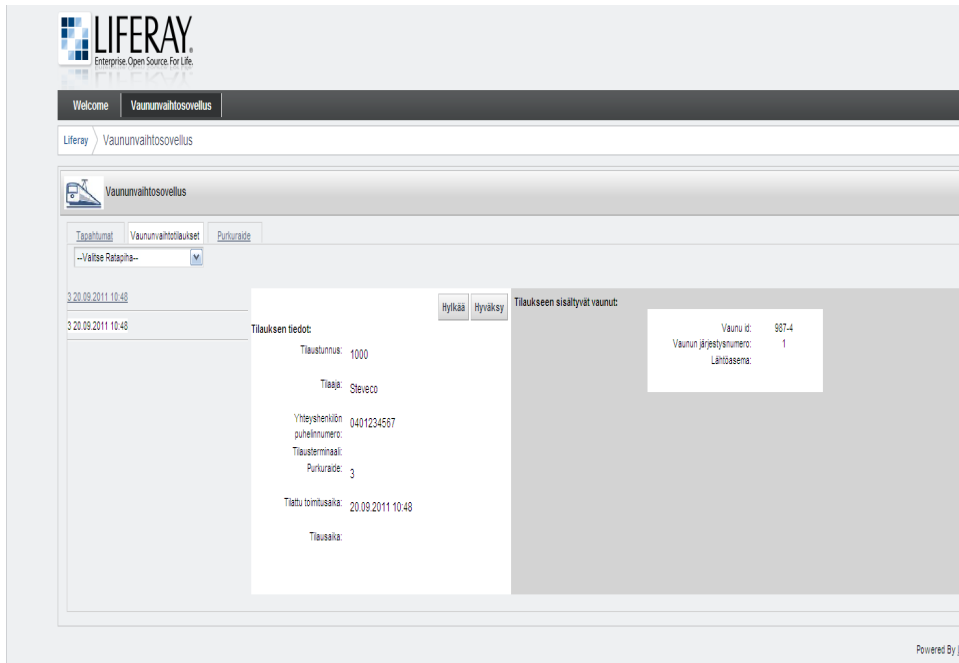 LIFERAY.
Enterprise. Open Source. For Life.
Welcome Vaununvaihtosovellus
Liferay Vaununvaihtosovellus
Vaununvaihtosovellus
Tapahtumat Vaununvaihtotilaukset Purkuraide
--Valitse Ratapiha--
3 20.09.2011 10:48
3 20.09.2011 10:48
Hylkää Hyväksy
Tilauksen tiedot:
Tilaustunnus: 1000
Tilaaja: Steveco
Yhteyshenkilön
puhelinnumero: 0401234567
Tilausterminaali:
Purkuraide: 3
Tilattu toimitusaika: 20.09.2011 10:48
Tilausaika:
Tilaukseen sisältyvät vaunut:
Vaunu id: 987-4
Vaunun järjestysnumero: 1
Lähtöasema:
Powered By